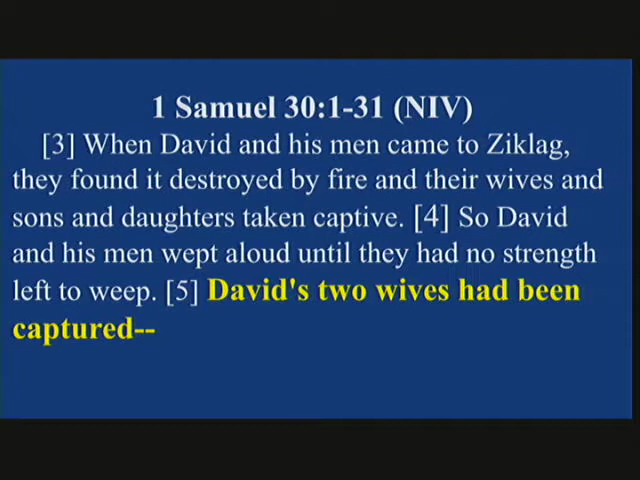 1 Samuel 30:1-31 (NIV)
[3] When David and his men came to Ziklag,
they found it destroyed by fire and their wives and
sons and daughters taken captive. [4] So David
and his men wept aloud until they had no strength
left to weep. [5] David's two wives had been
captured--